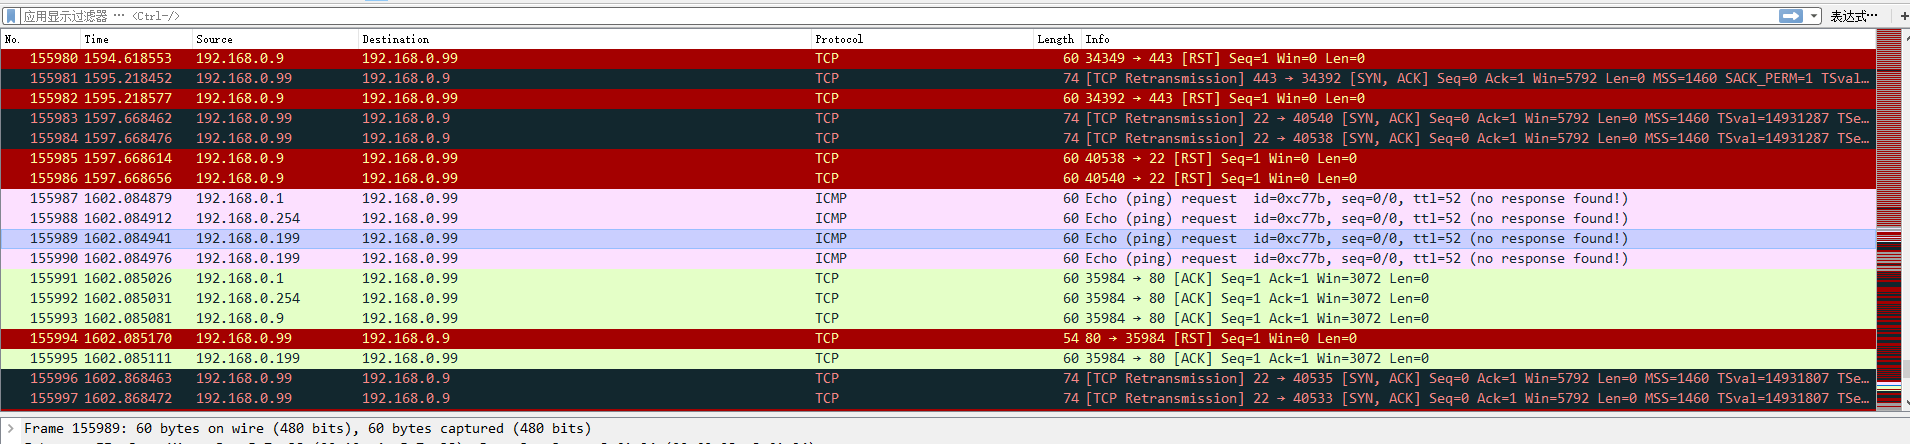 应用显示过滤器 … <Ctrl-/> 表达式… +
No. Time Source Destination Protocol Length Info
155980 1594.618553 192.168.0.9 192.168.0.99 TCP 60 34349 → 443 [RST] Seq=1 Win=0 Len=0
155981 1595.218452 192.168.0.99 192.168.0.9 TCP 74 [TCP Retransmission] 443 → 34392 [SYN, ACK] Seq=0 Ack=1 Win=5792 Len=0 MSS=1460 SACK_PERM=1 TSval…
155982 1595.218577 192.168.0.9 192.168.0.99 TCP 60 34392 → 443 [RST] Seq=1 Win=0 Len=0
155983 1597.668462 192.168.0.99 192.168.0.9 TCP 74 [TCP Retransmission] 22 → 40540 [SYN, ACK] Seq=0 Ack=1 Win=5792 Len=0 MSS=1460 TSval=14931287 TSe…
155984 1597.668476 192.168.0.99 192.168.0.9 TCP 74 [TCP Retransmission] 22 → 40538 [SYN, ACK] Seq=0 Ack=1 Win=5792 Len=0 MSS=1460 TSval=14931287 TSe…
155985 1597.668614 192.168.0.9 192.168.0.99 TCP 60 40538 → 22 [RST] Seq=1 Win=0 Len=0
155986 1597.668656 192.168.0.9 192.168.0.99 TCP 60 40540 → 22 [RST] Seq=1 Win=0 Len=0
155987 1602.084879 192.168.0.1 192.168.0.99 ICMP 60 Echo (ping) request id=0xc77b, seq=0/0, ttl=52 (no response found!)
155988 1602.084912 192.168.0.254 192.168.0.99 ICMP 60 Echo (ping) request id=0xc77b, seq=0/0, ttl=52 (no response found!)
155989 1602.084941 192.168.0.199 192.168.0.99 ICMP 60 Echo (ping) request id=0xc77b, seq=0/0, ttl=52 (no response found!)
155990 1602.084976 192.168.0.199 192.168.0.99 ICMP 60 Echo (ping) request id=0xc77b, seq=0/0, ttl=52 (no response found!)
155991 1602.085026 192.168.0.1 192.168.0.99 TCP 60 35984 → 80 [ACK] Seq=1 Ack=1 Win=3072 Len=0
155992 1602.085031 192.168.0.254 192.168.0.99 TCP 60 35984 → 80 [ACK] Seq=1 Ack=1 Win=3072 Len=0
155993 1602.085081 192.168.0.9 192.168.0.99 TCP 60 35984 → 80 [ACK] Seq=1 Ack=1 Win=3072 Len=0
155994 1602.085170 192.168.0.99 192.168.0.9 TCP 54 80 → 35984 [RST] Seq=1 Win=0 Len=0
155995 1602.085111 192.168.0.199 192.168.0.99 TCP 60 35984 → 80 [ACK] Seq=1 Ack=1 Win=3072 Len=0
155996 1602.868463 192.168.0.99 192.168.0.9 TCP 74 [TCP Retransmission] 22 → 40535 [SYN, ACK] Seq=0 Ack=1 Win=5792 Len=0 MSS=1460 TSval=14931807 TSe…
155997 1602.868472 192.168.0.99 192.168.0.9 TCP 74 [TCP Retransmission] 22 → 40533 [SYN, ACK] Seq=0 Ack=1 Win=5792 Len=0 MSS=1460 TSval=14931807 TSe…
Frame 155989: 60 bytes on wire (480 bits), 60 bytes captured (480 bits)